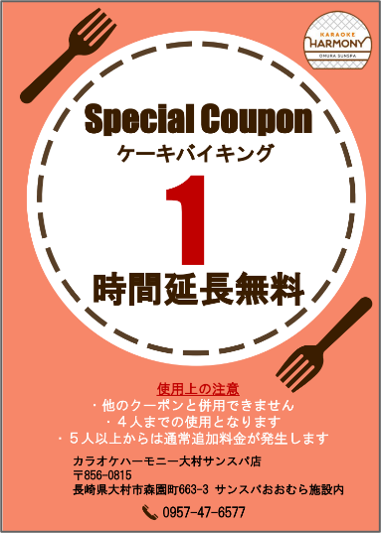 KARAOKE
HARMONY
OMURA SUNSPA
Special Coupon
ケーキバイキング
1
時間延長無料
使用上の注意
・他のクーポンと併用できません
・４人までの使用となります
・５人以上からは通常追加料金が発生します
カラオケハーモニー大村サンスパ店
〒856-0815
長崎県大村市森園町663-3 サンスパおおむら施設内
0957-47-6577